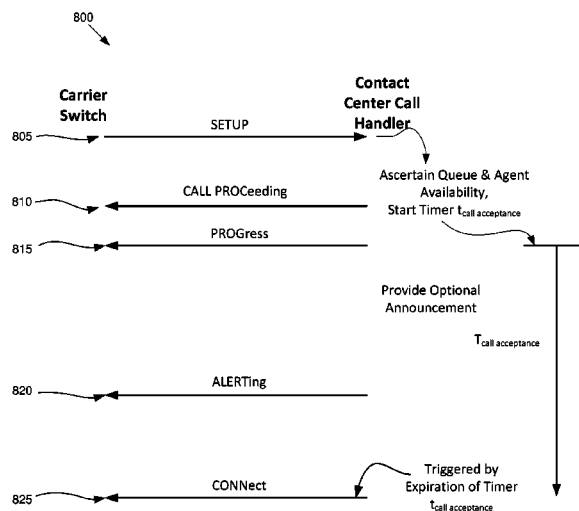 800
Carrier
Switch
Contact
Center Call
Handler
805
SETUP
Ascertain Queue & Agent
Availability,
Start Timer tcall acceptance
810
CALL PROCeeding
815
PROGress
Provide Optional
Announcement
Tcall acceptance
820
ALERTing
825
CONNect
Triggered by
Expiration of Timer
tcall acceptance